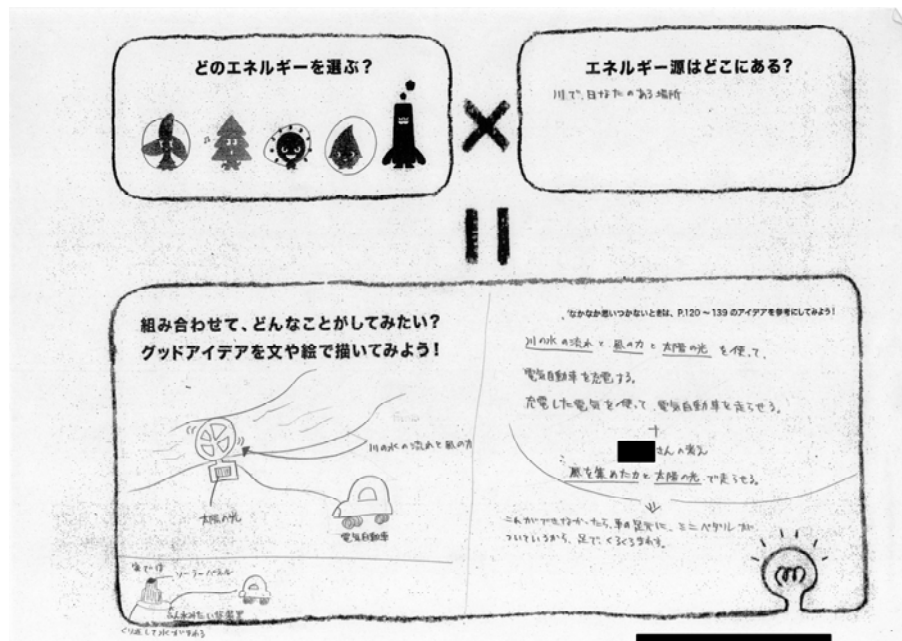 どのエネルギーを選ぶ?
エネルギー源はどこにある?
川で、日なたのある場所
組み合わせて、どんなことがしてみたい?
グッドアイデアを文や絵で描いてみよう!
なかなか思いつかないときは、P.120〜139のアイデアを参考にしてみよう!
川の水の流れと風の力と太陽の光を使って、
電気自動車を充電する。
充電した電気を使って、電気自動車を走らせる。
+
さんの考え
風を集めた力と太陽の光で走らせる。
これができなかったら、車の足元に、ミニペダルが
ついているから、足でくるくるまわす。
川の水の流れと風の力
太陽の光
電気自動車
ソーラーパネル